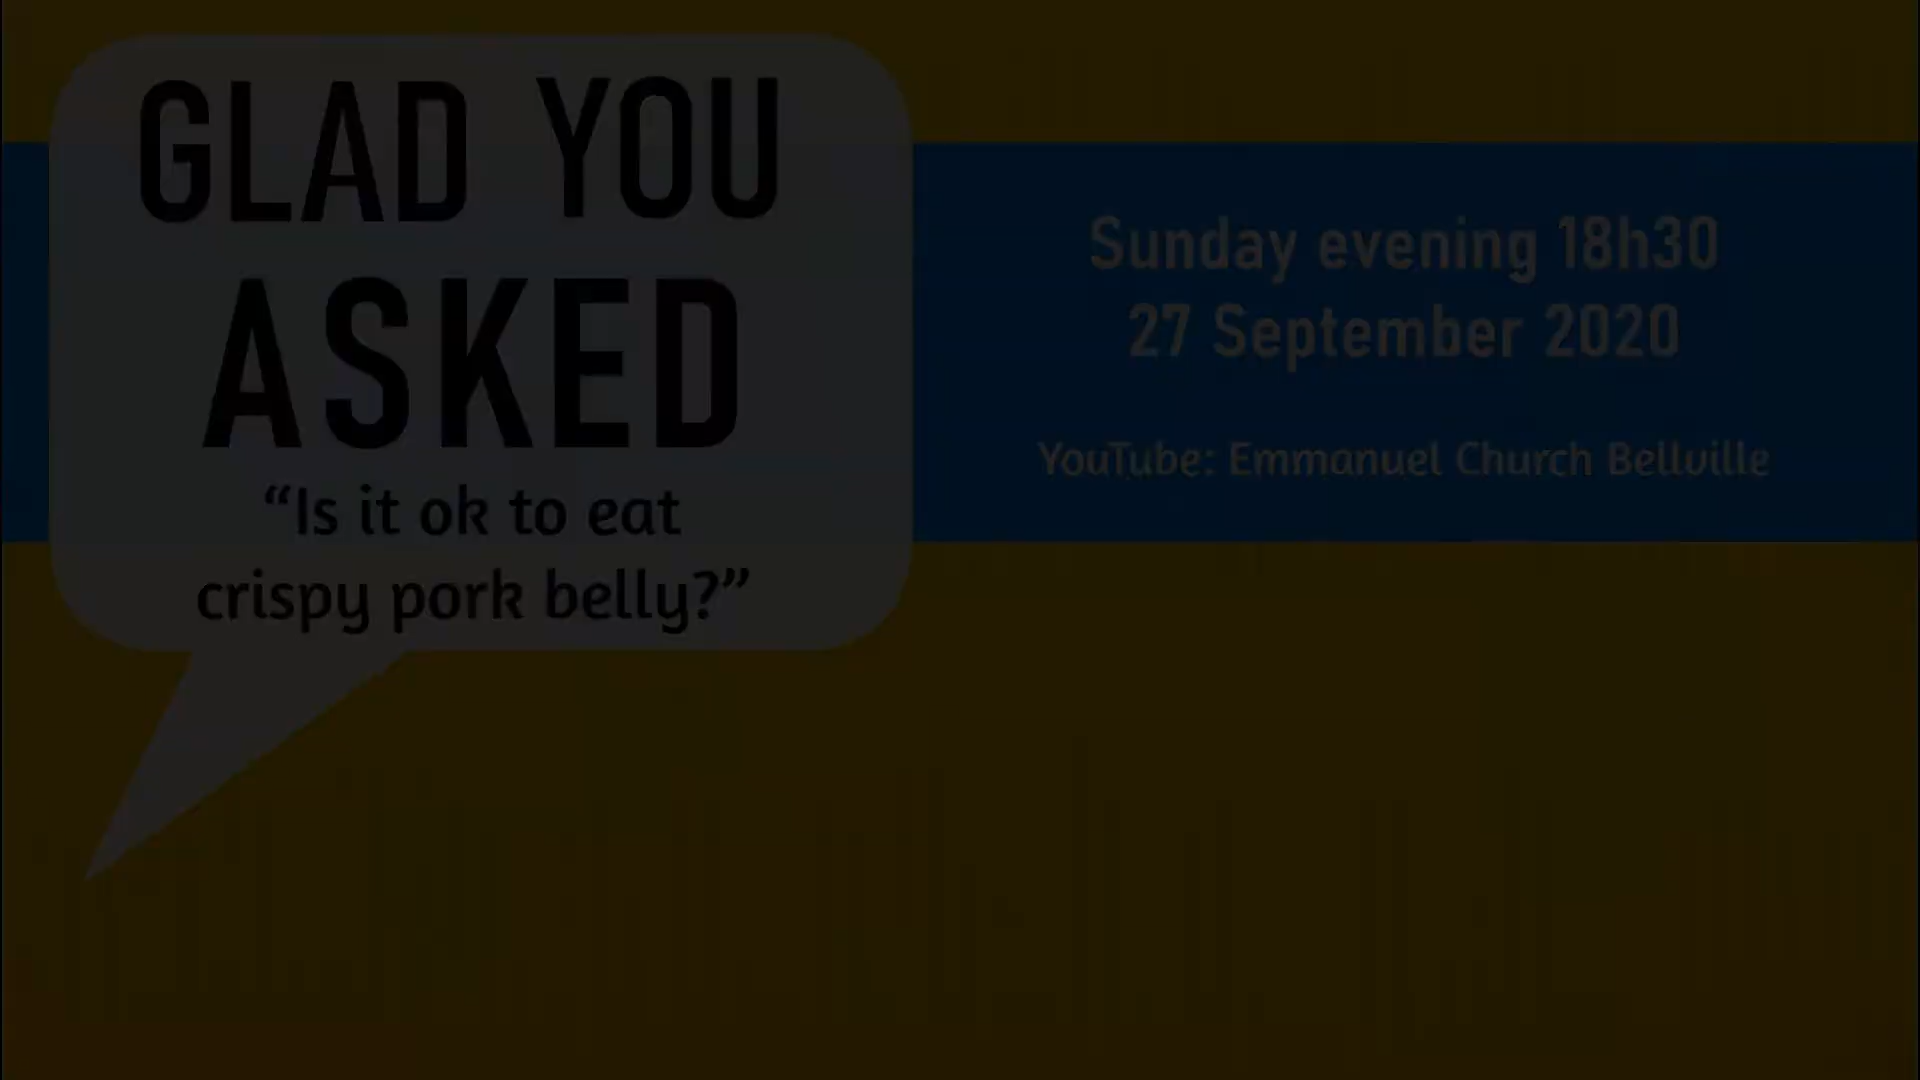 GLAD YOU
ASKED
“Is it ok to eat
crispy pork belly?”
Sunday evening 18h30
27 September 2020
YouTube: Emmanuel Church Bellville